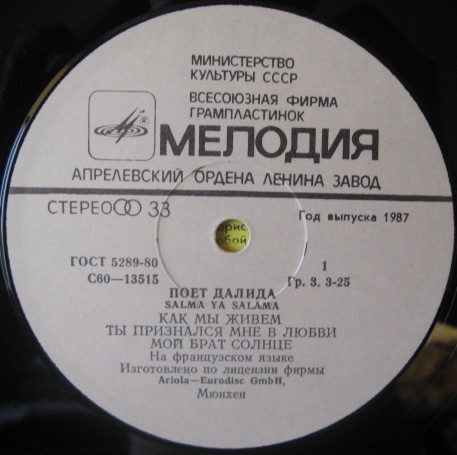 МИНИСТЕРСТВО
КУЛЬТУРЫ СССР
ВСЕСОЮЗНАЯ ФИРМА
ГРАМПЛАСТИНОК
МЕЛОДИЯ
АПРЕЛЕВСКИЙ ОРДЕНА ЛЕНИНА ЗАВОД
СТЕРЕО 33
Год выпуска 1987
ГОСТ 5289-80
С60—13515
1
Гр. 3. 3-25
ПОЕТ ДАЛИДА
SALMA YA SALAMA
КАК МЫ ЖИВЕМ
ТЫ ПРИЗНАЛСЯ МНЕ В ЛЮБВИ
МОЙ БРАТ СОЛНЦЕ
На французском языке
Изготовлено по лицензии фирмы
Ariola—Eurodisc GmbH,
Мюнхен